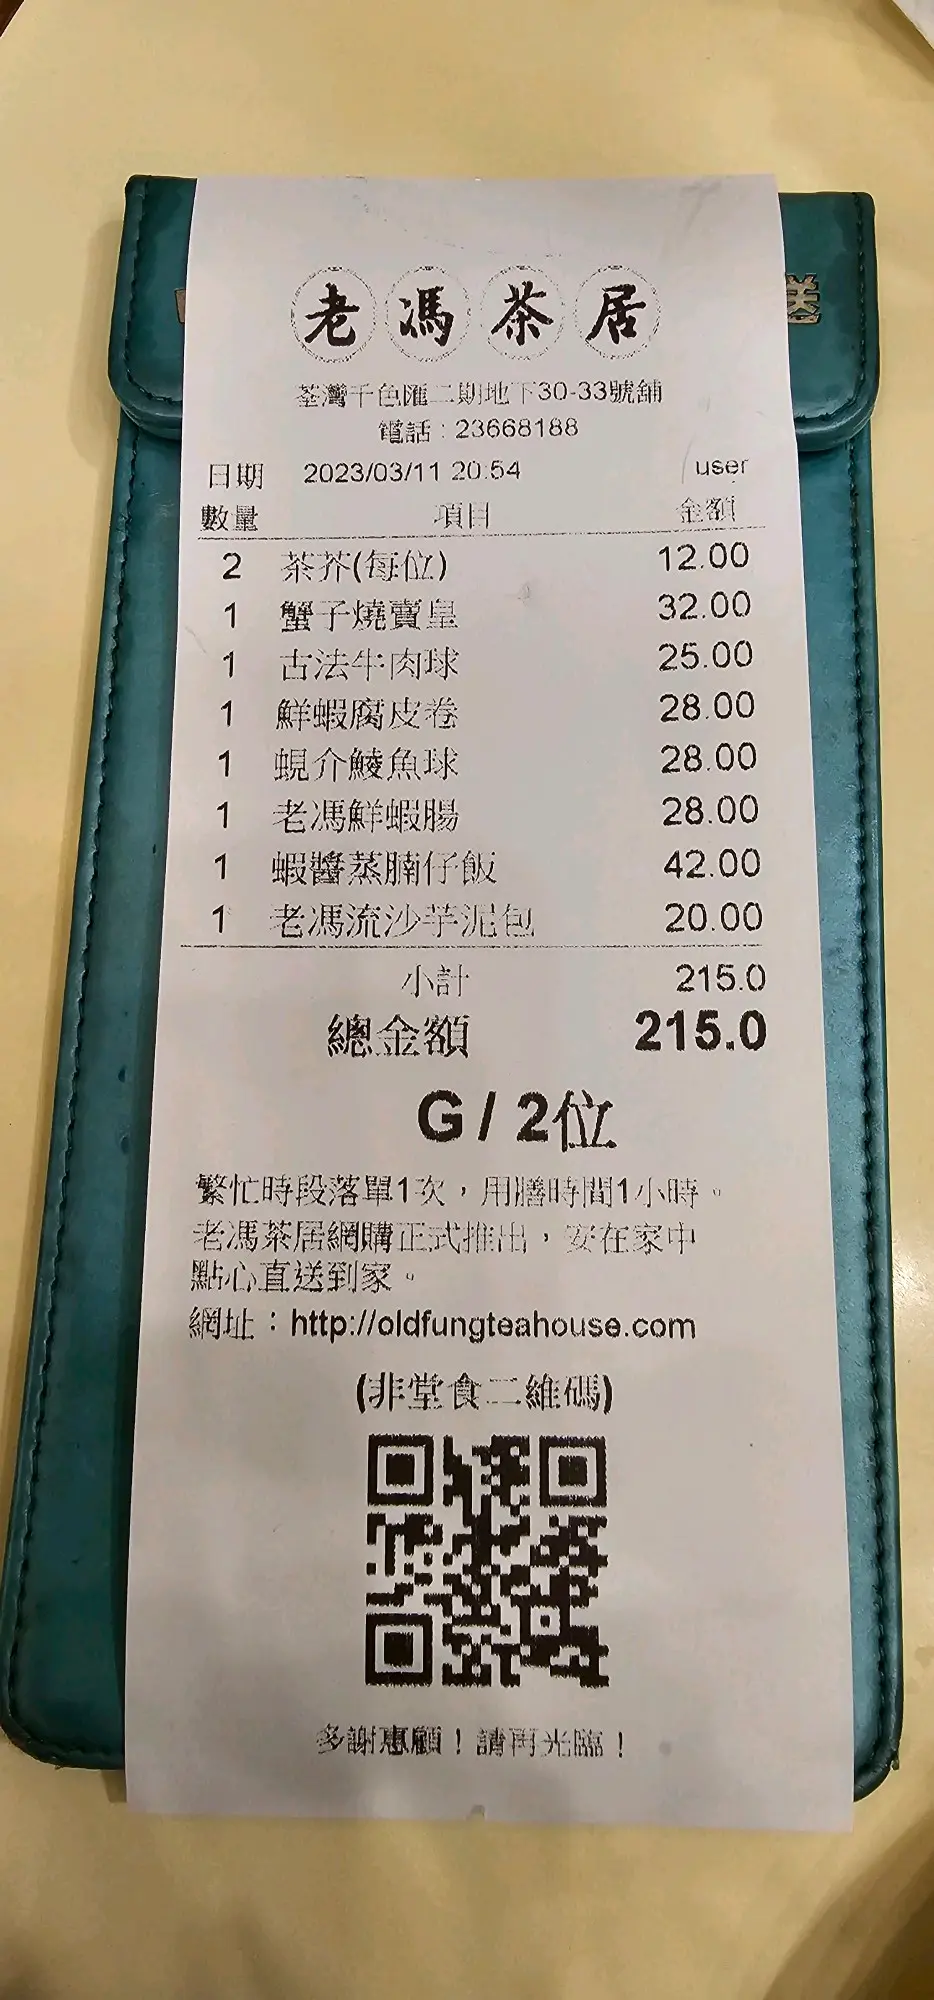 送
老馮茶居
荃灣千色匯二期地下30-33號舖
電話：23668188
日期 2023/03/11 20:54 user
數量 項目 金額
2 茶芥(每位) 12.00
1 蟹子燒賣皇 32.00
1 古法牛肉球 25.00
1 鮮蝦腐皮卷 28.00
1 蜆介鯪魚球 28.00
1 老馮鮮蝦腸 28.00
1 蝦醬蒸腩仔飯 42.00
1 老馮流沙芋泥包 20.00
小計 215.0
總金額 215.0
G / 2位
繁忙時段落單1次，用膳時間1小時。
老馮茶居網購正式推出，安在家中
點心直送到家。
網址：http://oldfungteahouse.com
(非堂食二維碼)
多謝惠顧！請再光臨！